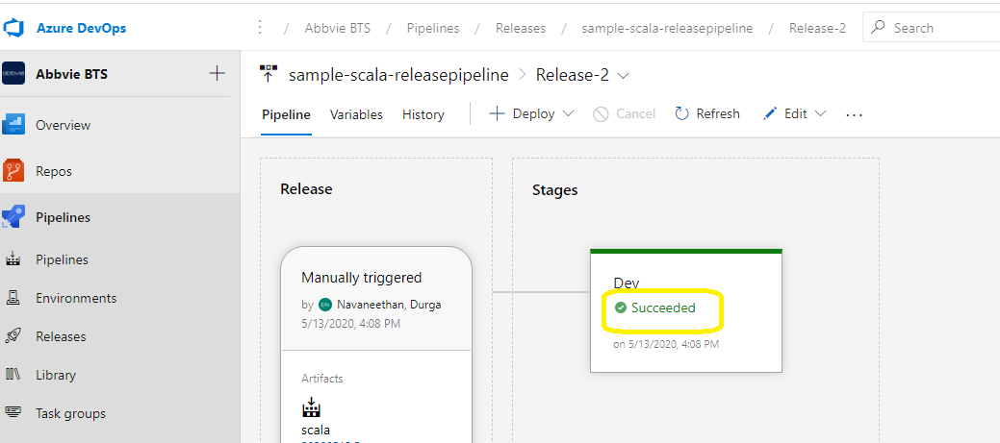 Azure DevOps
/ Abbvie BTS / Pipelines / Releases / sample-scala-releasepipeline / Release-2
Search
abbvie
Abbvie BTS
Overview
Repos
Pipelines
Pipelines
Environments
Releases
Library
Task groups
sample-scala-releasepipeline > Release-2
Pipeline Variables History
Deploy Cancel Refresh Edit ...
Release
Manually triggered
by DN Navaneethan, Durga
5/13/2020, 4:08 PM
Artifacts
scala
Stages
Dev
Succeeded
on 5/13/2020, 4:08 PM